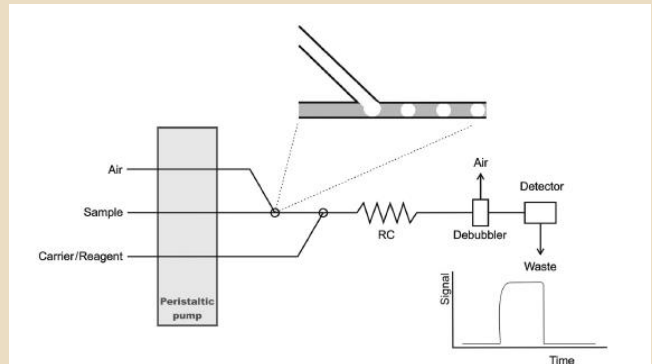 Air
Sample
Carrier/Reagent
Peristaltic
pump
RC
Air
Debubbler
Detector
Waste
Signal
Time